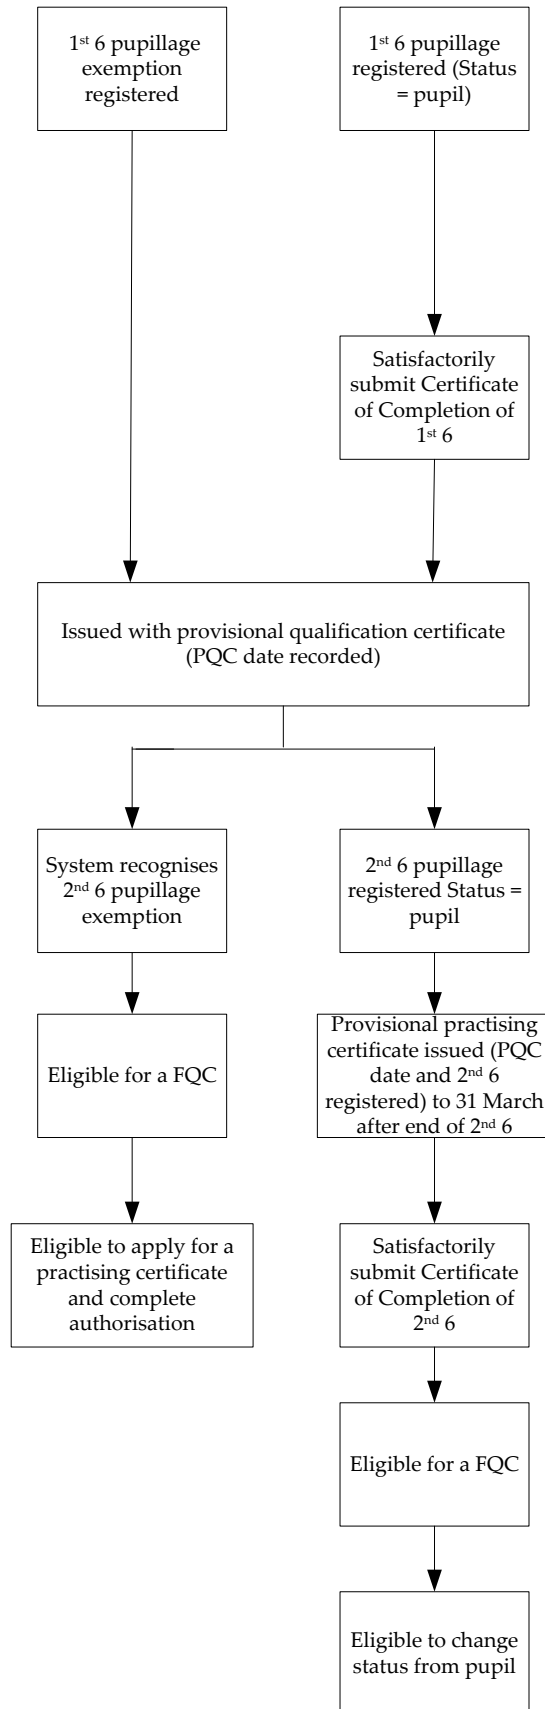 1st 6 pupillage
exemption
registered
1st 6 pupillage
registered (Status
= pupil)
Satisfactorily
submit Certificate
of Completion of
1st 6
Issued with provisional qualification certificate
(PQC date recorded)
System recognises
2nd 6 pupillage
exemption
2nd 6 pupillage
registered Status =
pupil
Eligible for a FQC
Provisional practising
certificate issued (PQC
date and 2nd 6
registered) to 31 March
after end of 2nd 6
Eligible to apply for a
practising certificate
and complete
authorisation
Satisfactorily
submit Certificate
of Completion of
2nd 6
Eligible for a FQC
Eligible to change
status from pupil